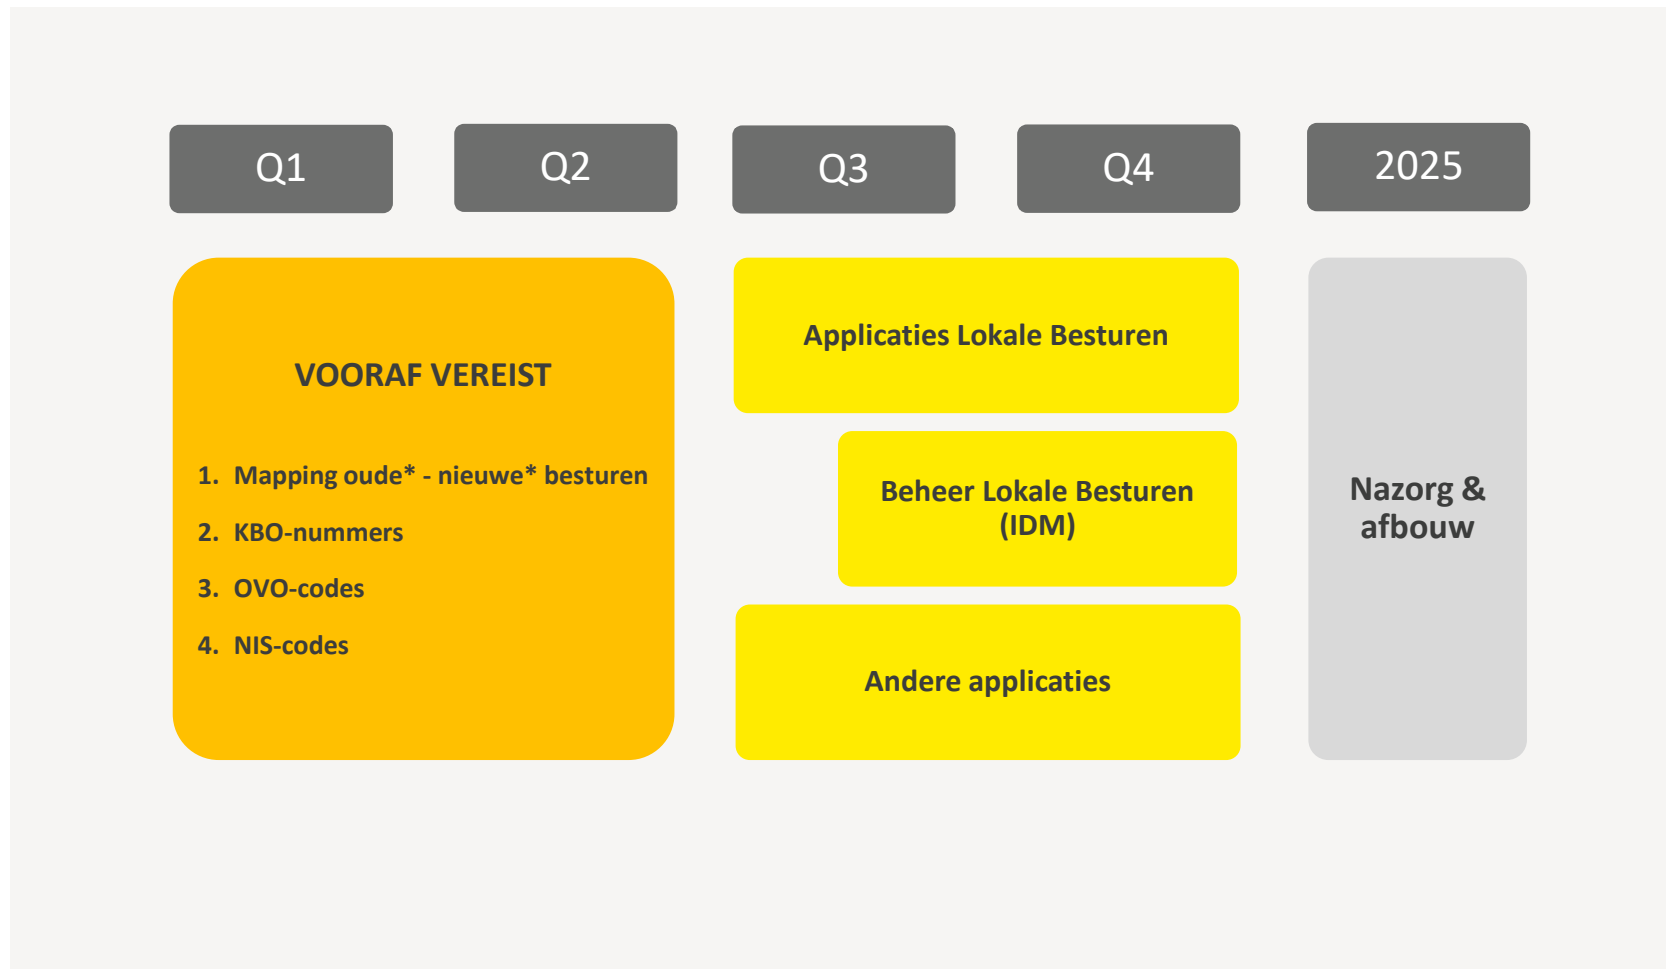 Q1
Q2
Q3
Q4
2025
VOORAF VEREIST
1. Mapping oude* - nieuwe* besturen
2. KBO-nummers
3. OVO-codes
4. NIS-codes
Applicaties Lokale Besturen
Beheer Lokale Besturen
(IDM)
Andere applicaties
Nazorg &
afbouw